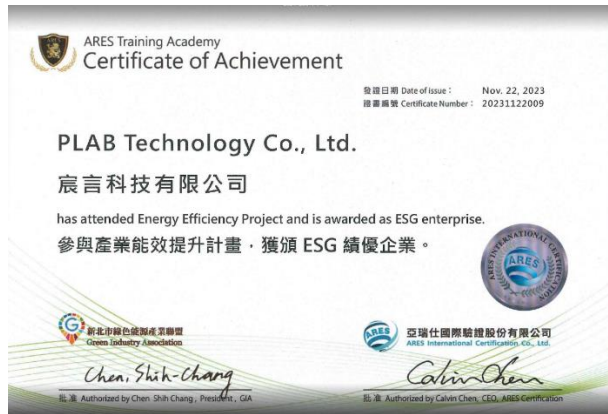 ARES Training Academy
Certificate of Achievement
發證日期 Date of issue： Nov. 22, 2023
證書編號 Certificate Number： 20231122009
PLAB Technology Co., Ltd.
宸言科技有限公司
has attended Energy Efficiency Project and is awarded as ESG enterprise.
參與產業能效提升計畫，獲頒 ESG 績優企業。
ARES INTERNATIONAL CERTIFICATION
ARES
新北市綠色能源產業聯盟
Green Industry Association
ARES
亞瑞仕國際驗證股份有限公司
ARES International Certification Co., Ltd.
Chen, Shih-Chang
Calvin Chen
批准 Authorized by Chen Shih Chang, President, GIA
批准 Authorized by Calvin Chen, CEO, ARES Certification